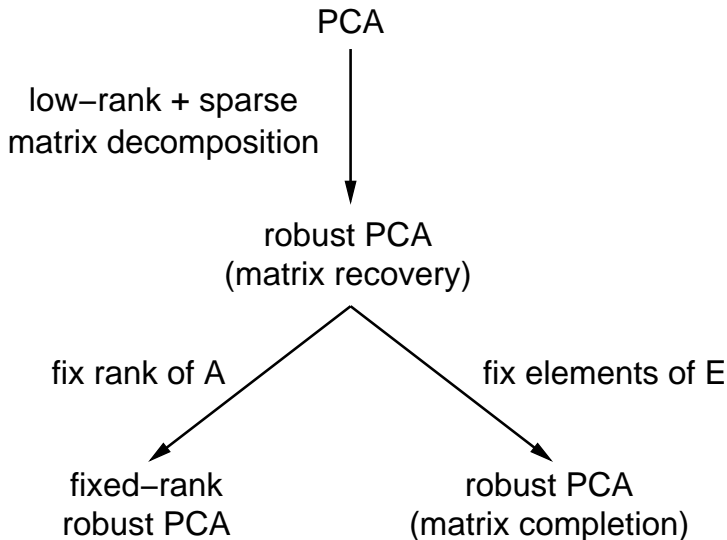 PCA
low−rank + sparse
matrix decomposition
robust PCA
(matrix recovery)
fix rank of A
fix elements of E
fixed−rank
robust PCA
robust PCA
(matrix completion)